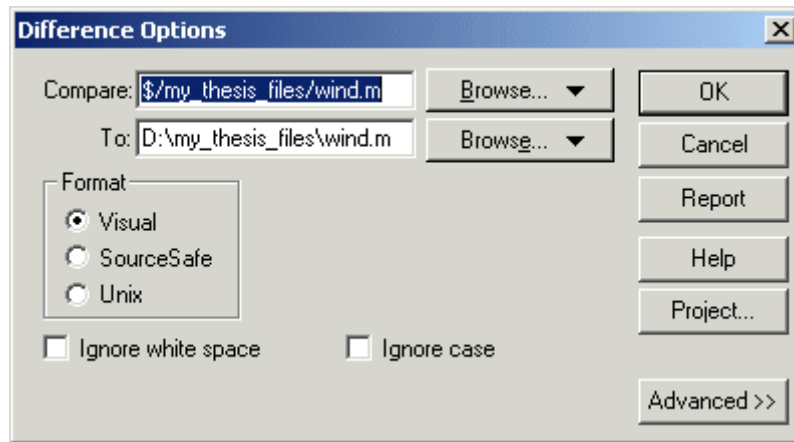 Difference Options
Compare: $/my_thesis_files/wind.m Browse... OK
To: D:\my_thesis_files\wind.m Browse... Cancel
Format Report
Visual
SourceSafe Help
Unix Project...
Ignore white space Ignore case
Advanced >>